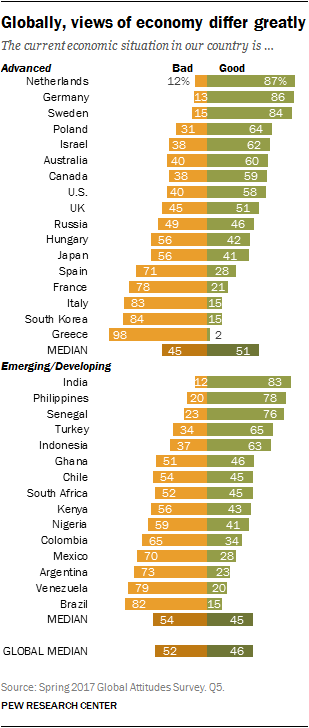 Globally, views of economy differ greatly
The current economic situation in our country is ...
Advanced Bad Good
Netherlands 12% 87%
Germany 13 86
Sweden 15 84
Poland 31 64
Israel 38 62
Australia 40 60
Canada 38 59
U.S. 40 58
UK 45 51
Russia 49 46
Hungary 56 42
Japan 56 41
Spain 71 28
France 78 21
Italy 83 15
South Korea 84 15
Greece 98 2
MEDIAN 45 51
Emerging/Developing
India 12 83
Philippines 20 78
Senegal 23 76
Turkey 34 65
Indonesia 37 63
Ghana 51 46
Chile 54 45
South Africa 52 45
Kenya 56 43
Nigeria 59 41
Colombia 65 34
Mexico 70 28
Argentina 73 23
Venezuela 79 20
Brazil 82 15
MEDIAN 54 45
GLOBAL MEDIAN 52 46
Source: Spring 2017 Global Attitudes Survey. Q5.
PEW RESEARCH CENTER